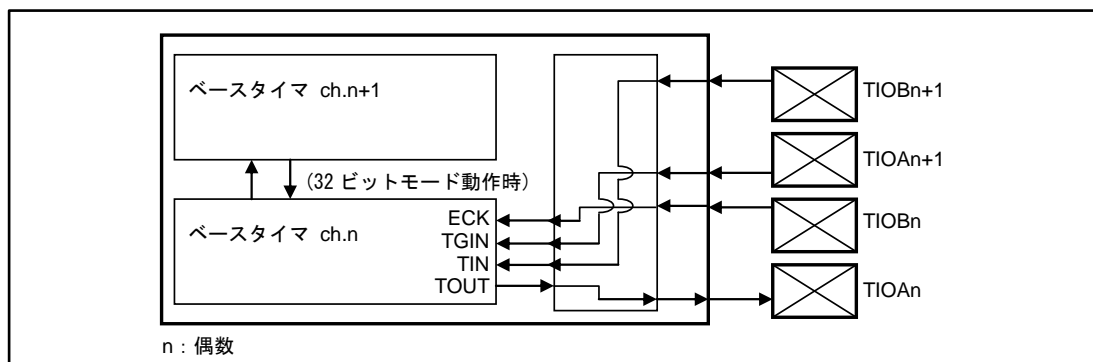 ベースタイマ ch.n+1
(32 ビットモード動作時)
ベースタイマ ch.n
ECK
TGIN
TIN
TOUT
TIOBn+1
TIOAn+1
TIOBn
TIOAn
n：偶数